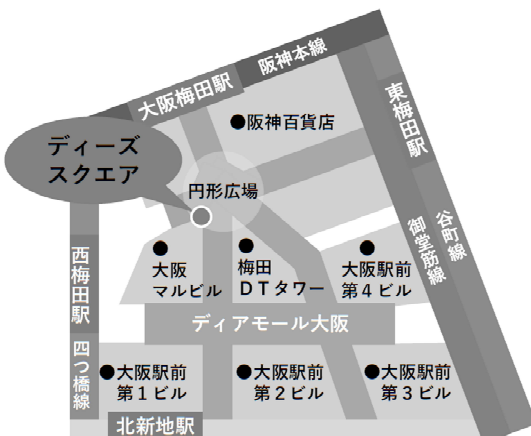 阪神本線
大阪梅田駅
●阪神百貨店
東梅田駅
ディーズ
スクエア
円形広場
谷町線
御堂筋線
西梅田駅
四つ橋線
●
大阪
マルビル
●
梅田
DTタワー
●
大阪駅前
第4ビル
ディアモール大阪
●大阪駅前
第1ビル
●大阪駅前
第2ビル
●大阪駅前
第3ビル
北新地駅